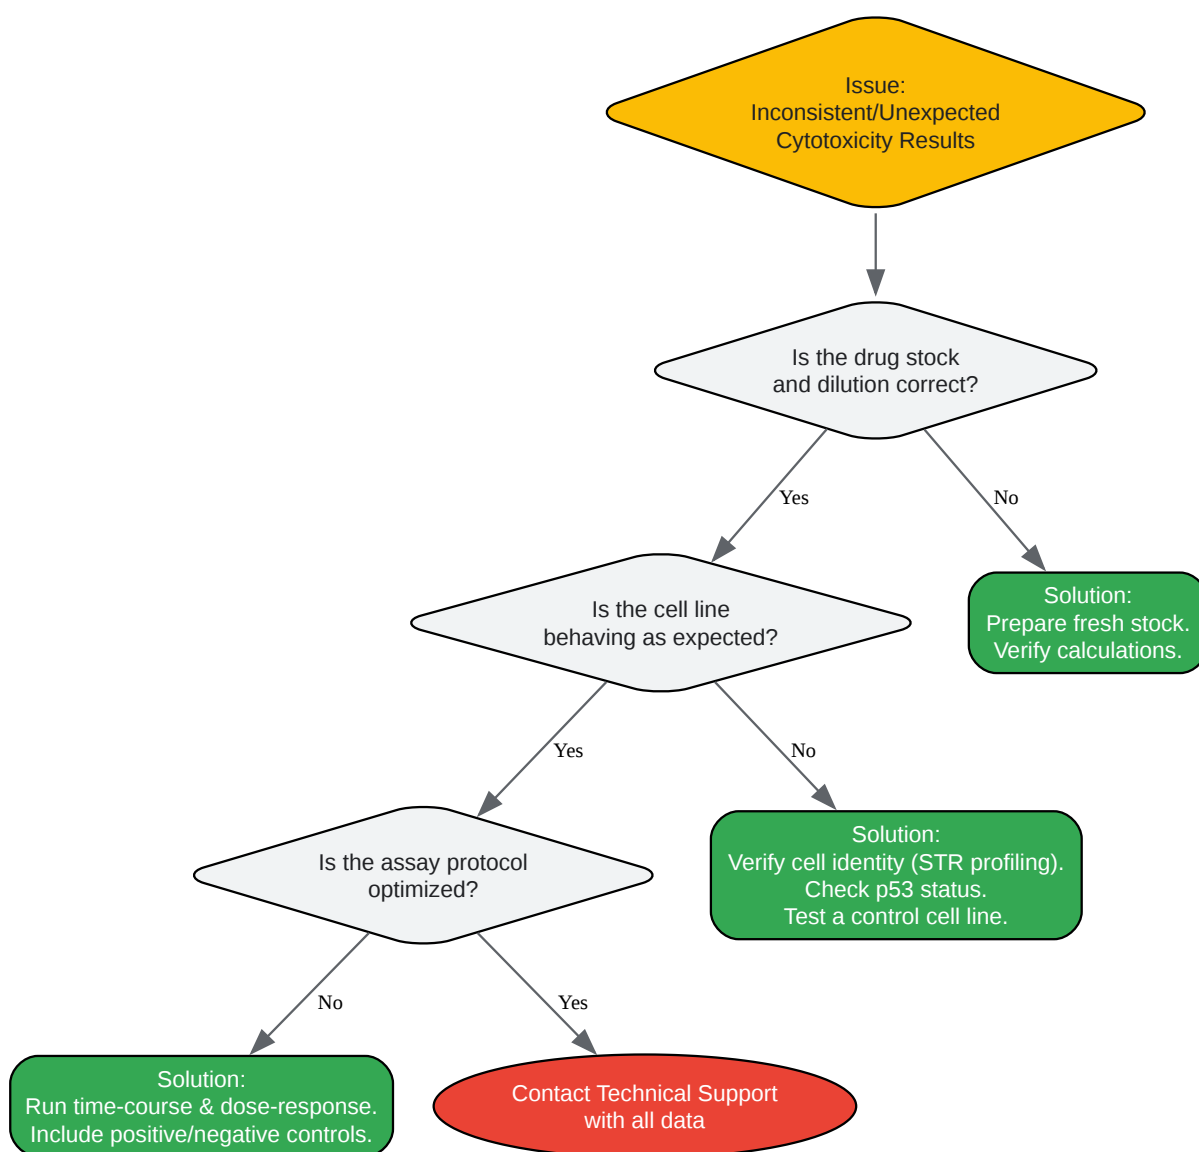 Issue:
Inconsistent/Unexpected
Cytotoxicity Results
Is the drug stock
and dilution correct?
Yes
No
Is the cell line
behaving as expected?
Solution:
Prepare fresh stock.
Verify calculations.
Yes
No
Is the assay protocol
optimized?
Solution:
Verify cell identity (STR profiling).
Check p53 status.
Test a control cell line.
No
Yes
Solution:
Run time-course & dose-response.
Include positive/negative controls.
Contact Technical Support
with all data